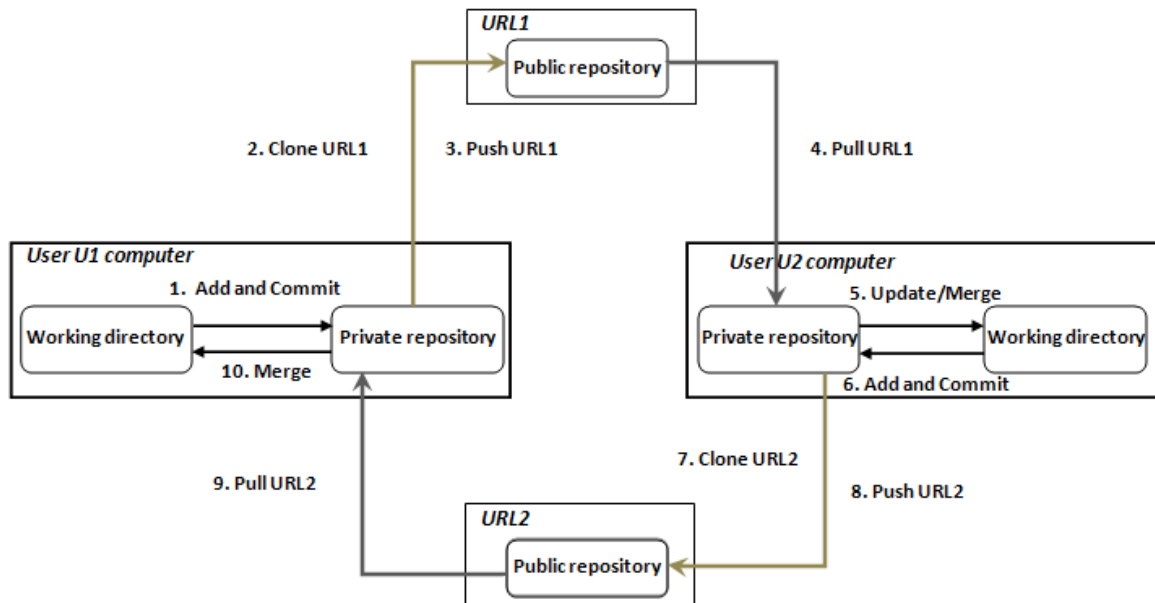 URL1
Public repository
2. Clone URL1
3. Push URL1
4. Pull URL1
User U1 computer
1. Add and Commit
Working directory
Private repository
10. Merge
User U2 computer
5. Update/Merge
Private repository
Working directory
6. Add and Commit
7. Clone URL2
8. Push URL2
9. Pull URL2
URL2
Public repository